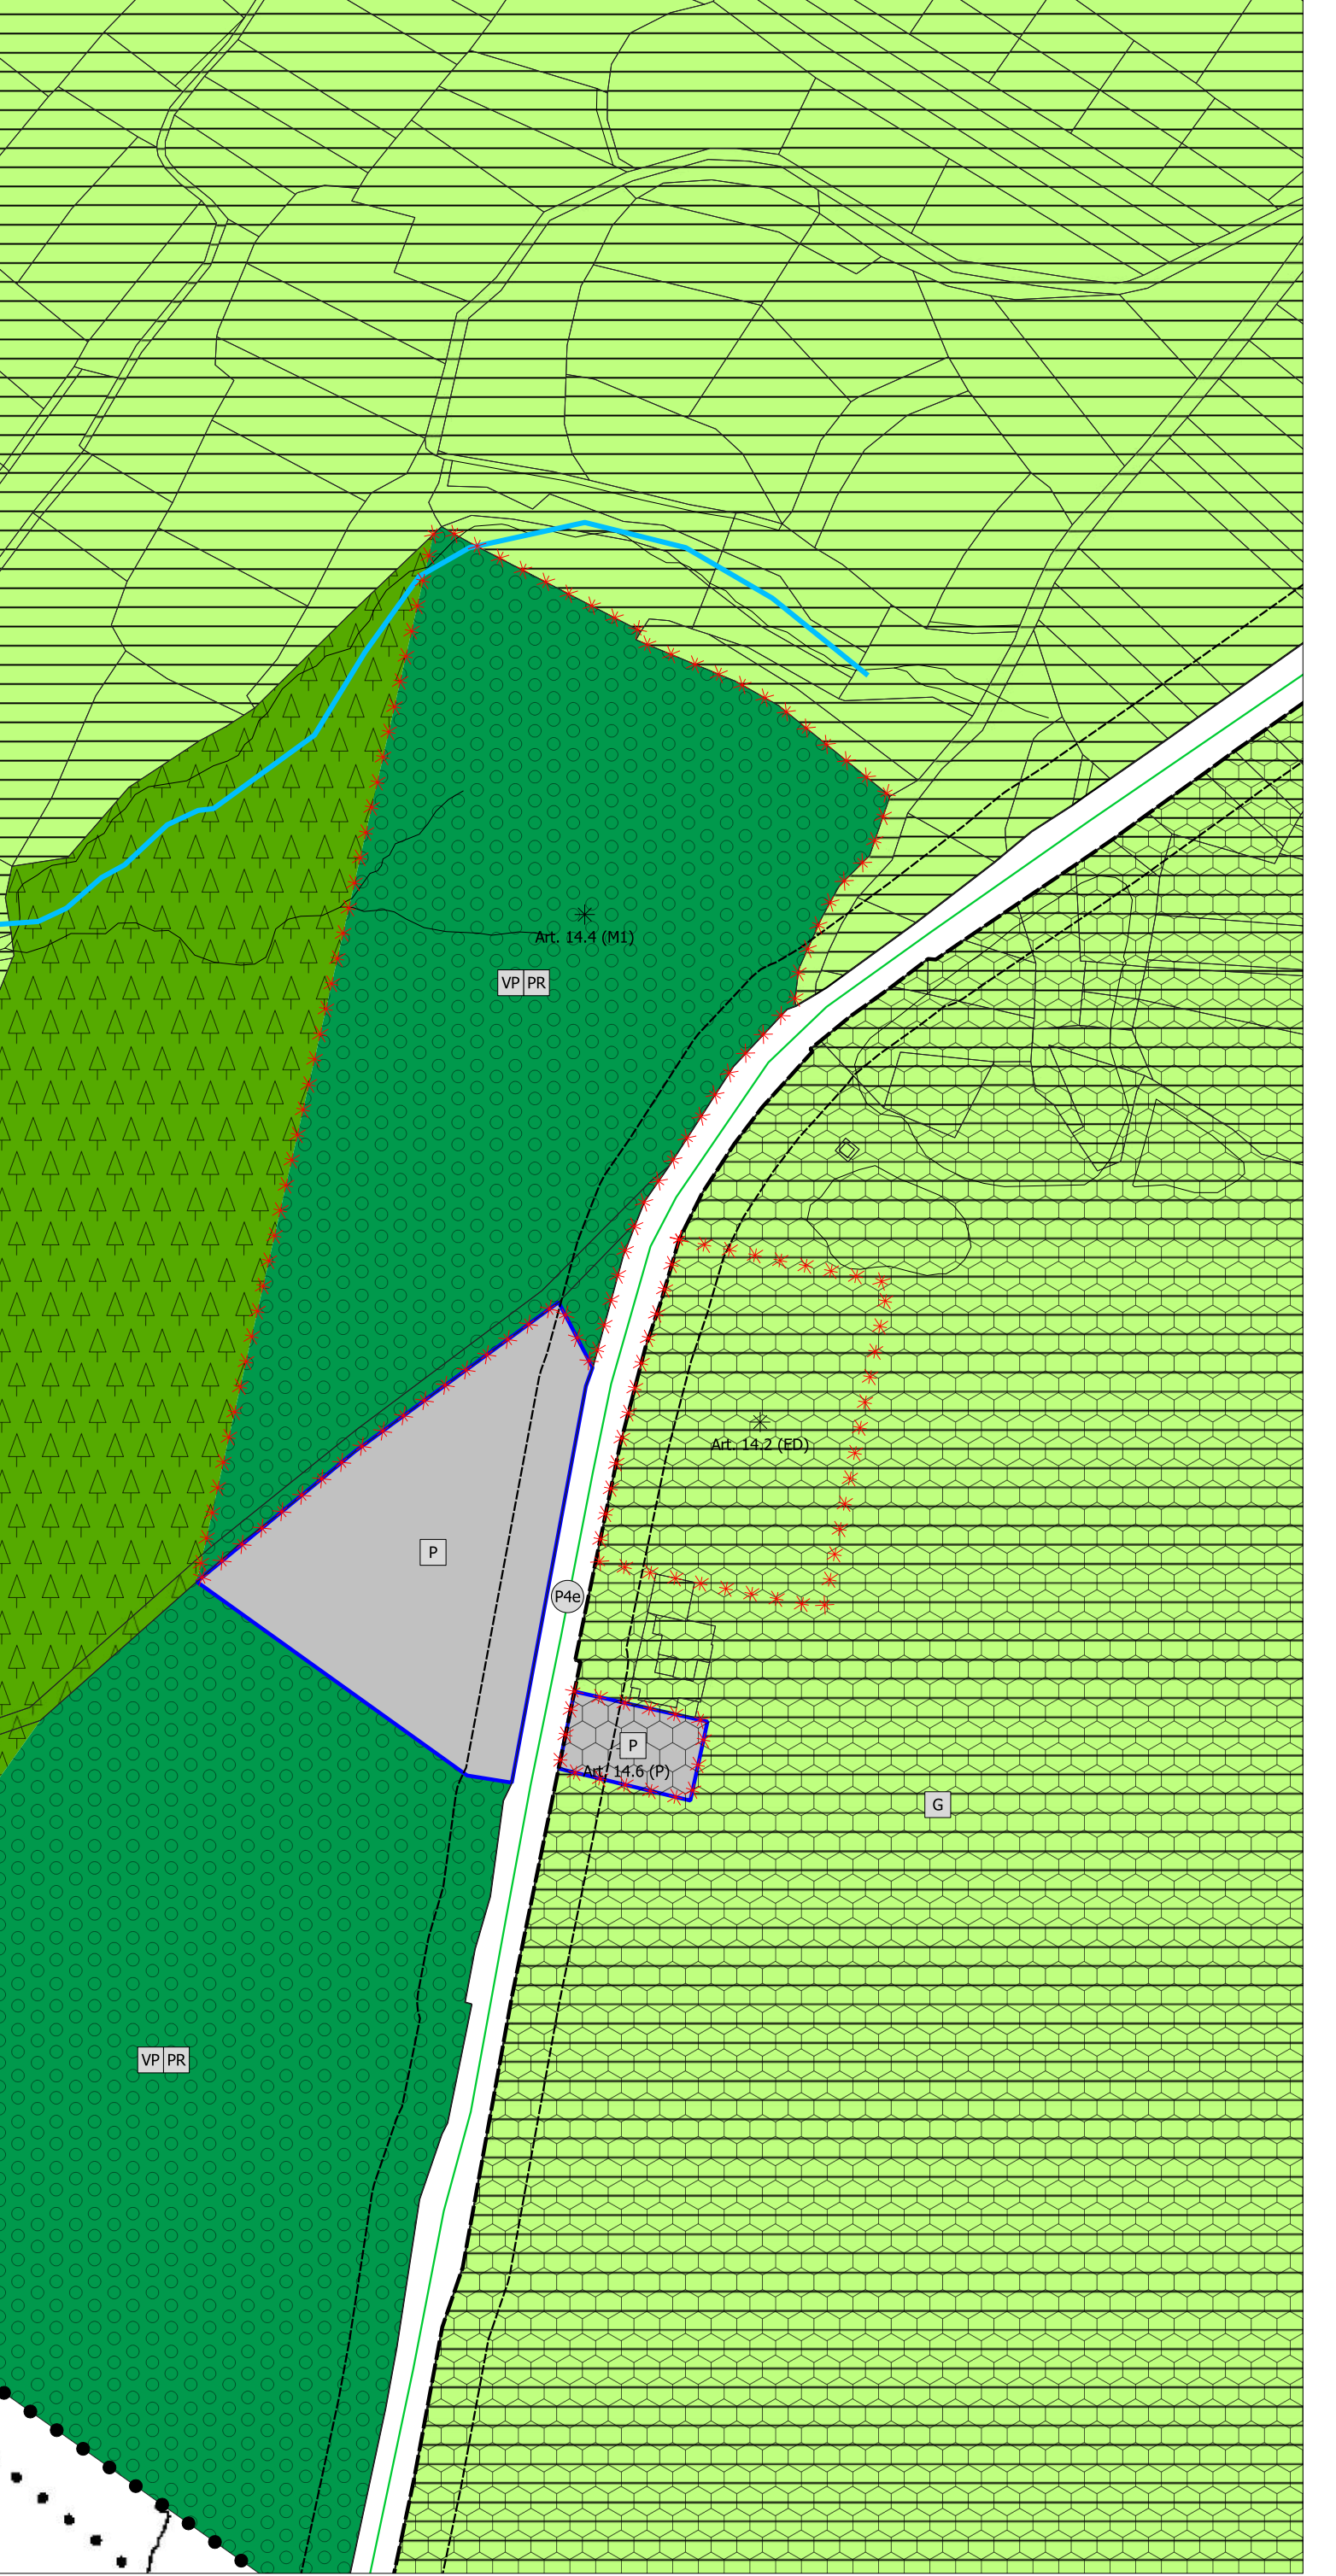 Art. 14.4 (M1)
VP PR
Art. 14.2 (ED)
P
P4e
P
Art. 14.6 (P)
G
VP PR